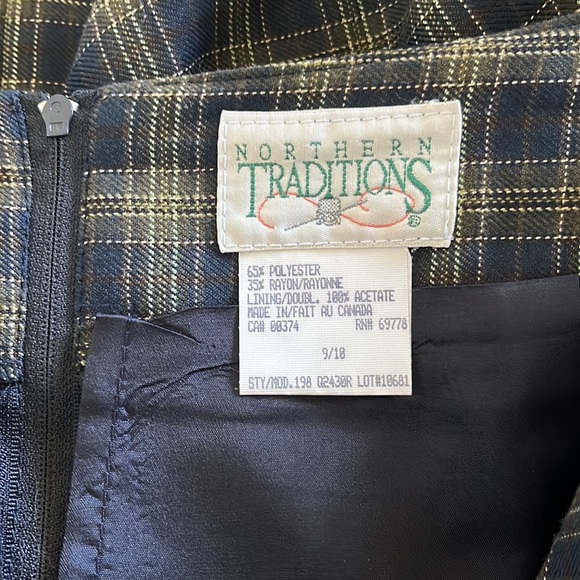 NORTHERN
TRADITIONS
®
65% POLYESTER
35% RAYON/RAYONNE
LINING/DOUBL. 100% ACETATE
MADE IN/FAIT AU CANADA
CA# 00374 RN# 69778
9/10
STY/MOD.198 Q2430R LOT#10681